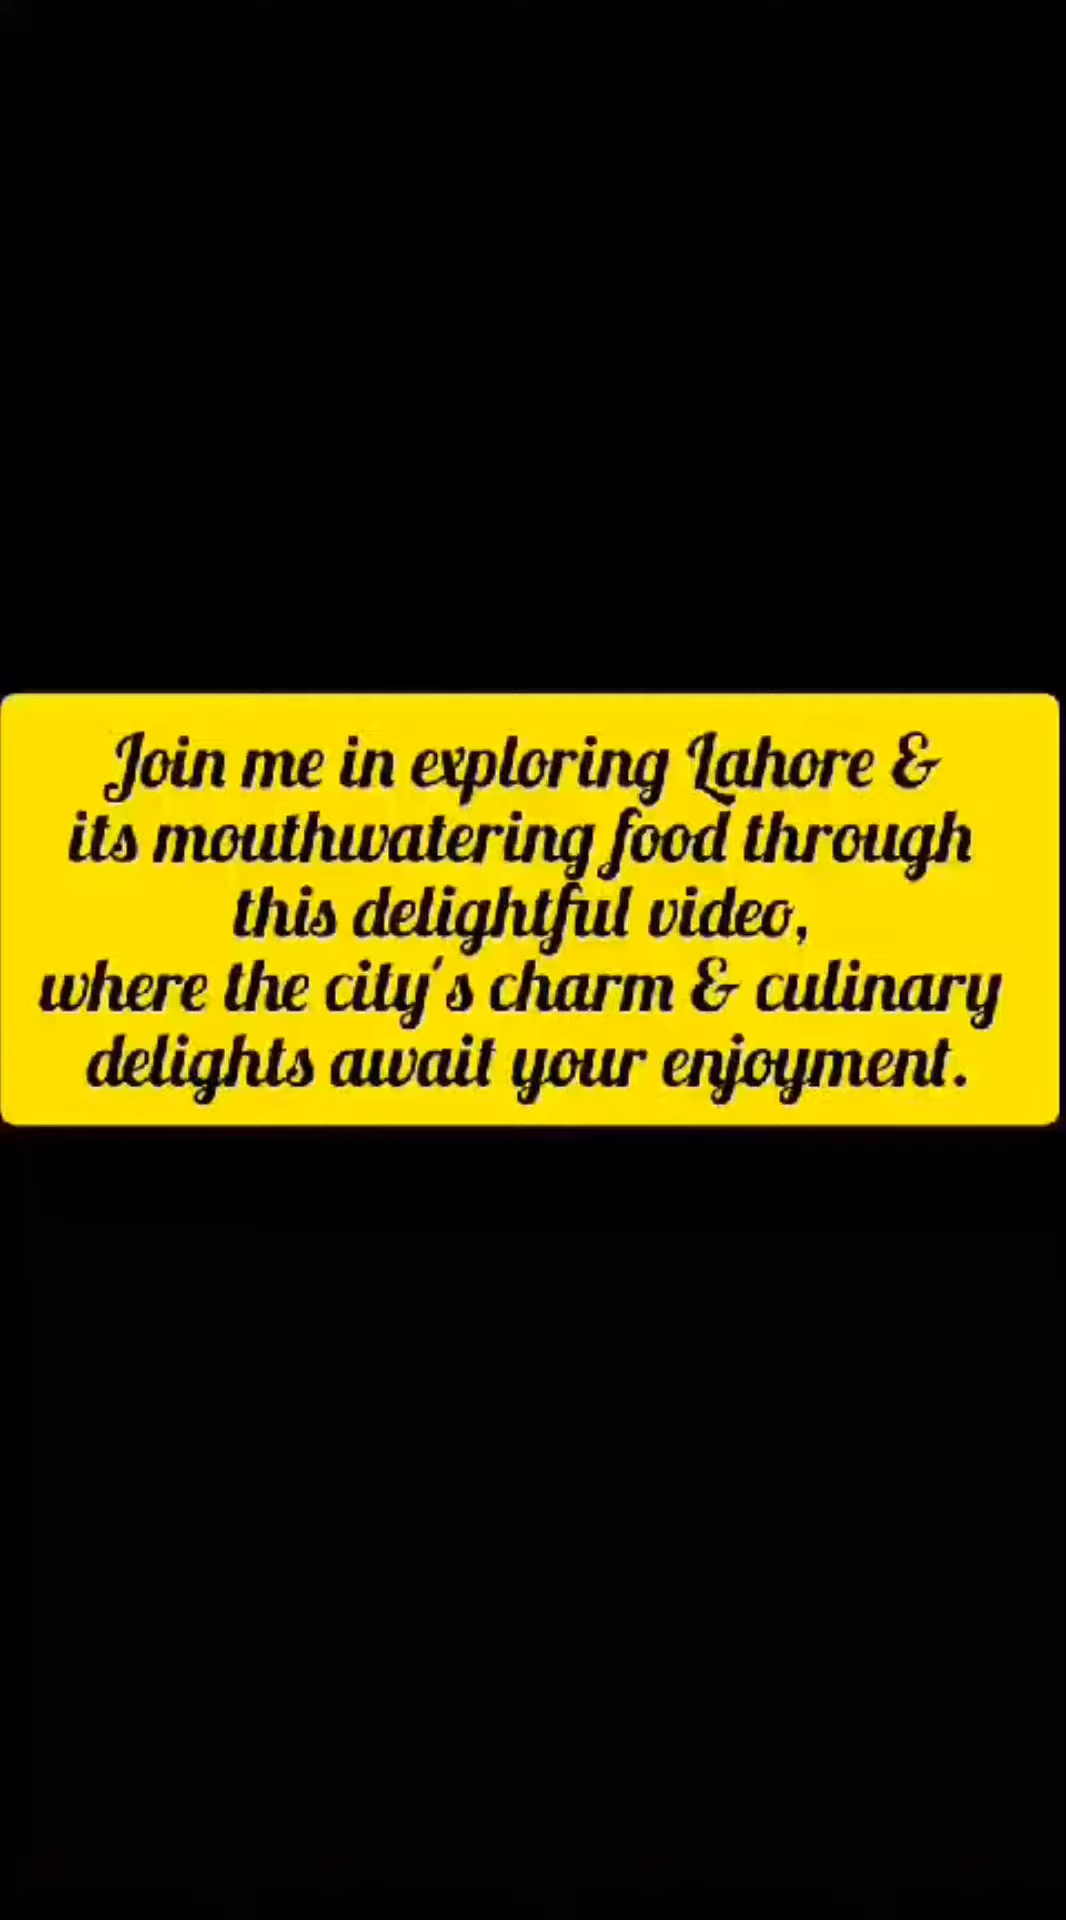 Join me in exploring Lahore &
its mouthwatering food through
this delightful video,
where the city's charm & culinary
delights await your enjoyment.